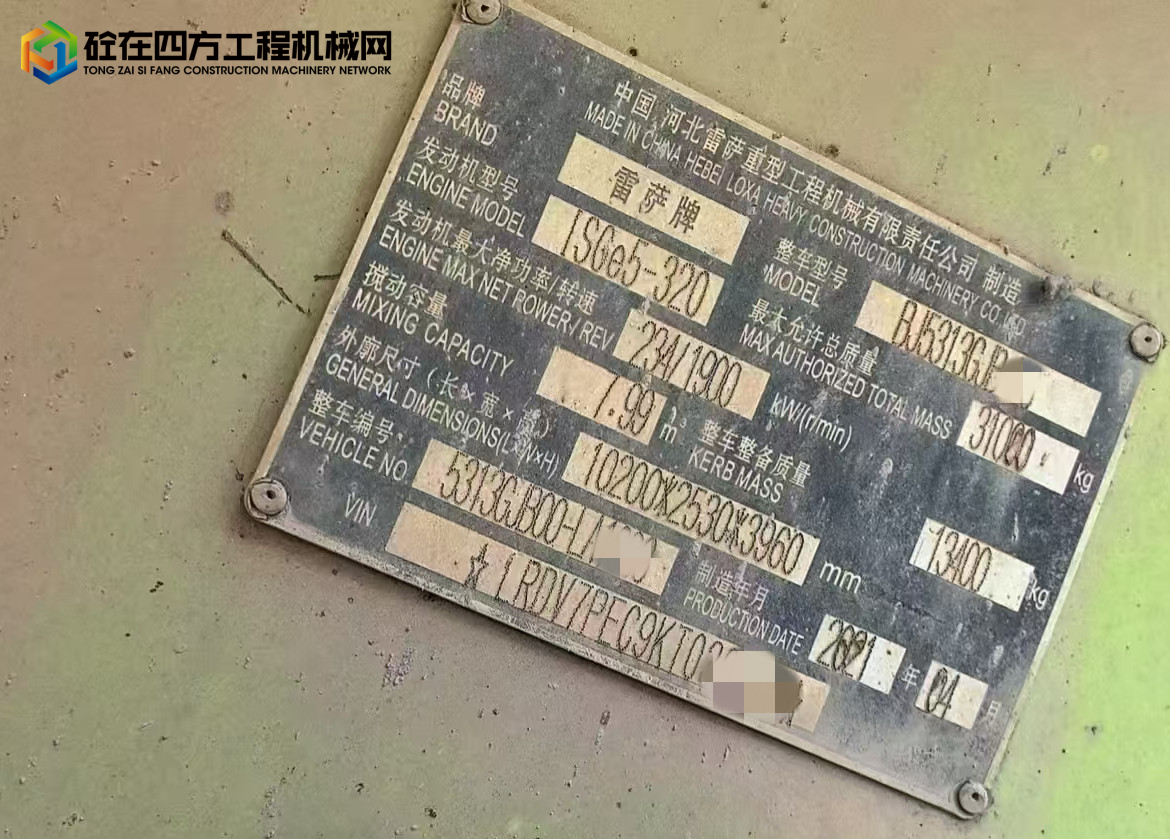 砼在四方工程机械网
TONG ZAI SI FANG CONSTRUCTION MACHINERY NETWORK
中国 河北雷萨重型工程机械有限责任公司 制造
MADE IN CHINA HEBEI LOXA HEAVY CONSTRUCTION MACHINERY CO.
品牌 雷萨牌
BRAND
整车型号
MODEL BJ5313GJB
发动机型号 ISGe5-320
ENGINE MODEL
最大允许总质量 31000 kg
MAX AUTHORIZED TOTAL MASS
发动机最大净功率/转速 234/1900 kW/(r/min)
ENGINE MAX NET POWER/ REV
搅动容量 7.99 m³
MIXING CAPACITY
整车整备质量 13400 kg
KERB MASS
外廓尺寸(长×宽×高) 10200*2530*3960 mm
GENERAL DIMENSIONS(L×W×H)
整车编号 5313GJB00-
VEHICLE NO
制造年月 2021 年 04 月
PRODUCTION DATE
VIN ☆LRDV7PEC9KT0